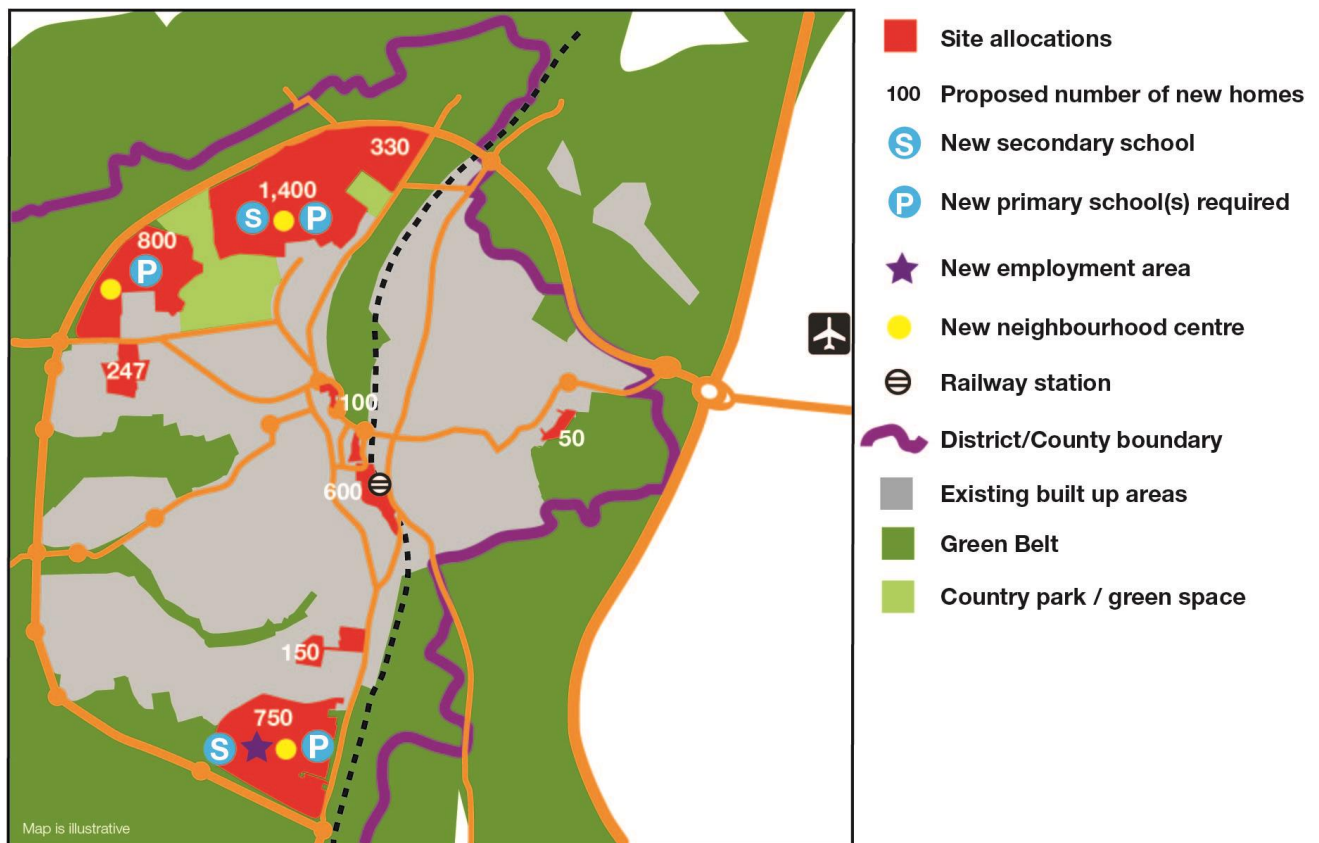 330
1,400
S
P
800
P
247
100
50
600
150
750
S
P
Map is illustrative
Site allocations
100 Proposed number of new homes
S New secondary school
P New primary school(s) required
New employment area
New neighbourhood centre
Railway station
District/County boundary
Existing built up areas
Green Belt
Country park / green space